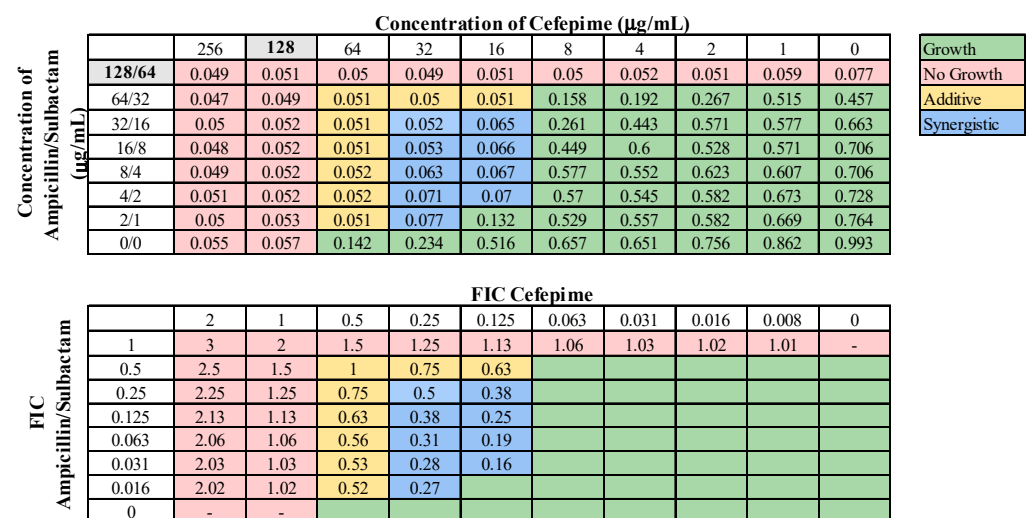 Concentration of Cefepime (µg/mL)
Concentration of
Ampicillin/Sulbactam
(µg/mL)
256 128 64 32 16 8 4 2 1 0
128/64 0.049 0.051 0.05 0.049 0.051 0.05 0.052 0.051 0.059 0.077
64/32 0.047 0.049 0.051 0.05 0.051 0.158 0.192 0.267 0.515 0.457
32/16 0.05 0.052 0.051 0.052 0.065 0.261 0.443 0.571 0.577 0.663
16/8 0.048 0.052 0.051 0.053 0.066 0.449 0.6 0.528 0.571 0.706
8/4 0.049 0.052 0.052 0.063 0.067 0.577 0.552 0.623 0.607 0.706
4/2 0.051 0.052 0.052 0.071 0.07 0.57 0.545 0.582 0.673 0.728
2/1 0.05 0.053 0.051 0.077 0.132 0.529 0.557 0.582 0.669 0.764
0/0 0.055 0.057 0.142 0.234 0.516 0.657 0.651 0.756 0.862 0.993
Growth
No Growth
Additive
Synergistic
FIC Cefepime
FIC
Ampicillin/Sulbactam
2 1 0.5 0.25 0.125 0.063 0.031 0.016 0.008 0
1 3 2 1.5 1.25 1.13 1.06 1.03 1.02 1.01 -
0.5 2.5 1.5 1 0.75 0.63
0.25 2.25 1.25 0.75 0.5 0.38
0.125 2.13 1.13 0.63 0.38 0.25
0.063 2.06 1.06 0.56 0.31 0.19
0.031 2.03 1.03 0.53 0.28 0.16
0.016 2.02 1.02 0.52 0.27
0 - -